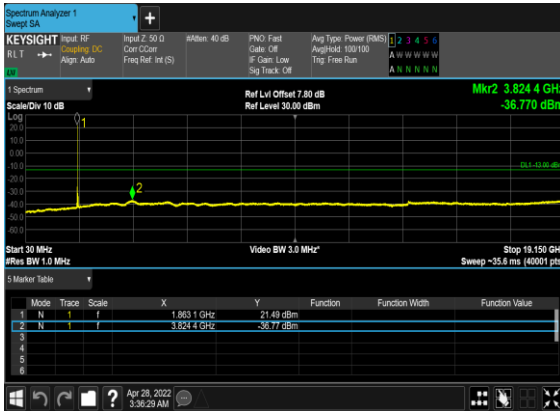 Spectrum Analyzer 1
Swept SA
KEYSIGHT Input: RF Input Z: 50 Ω #Atten: 40 dB PNO: Fast Avg Type: Power (RMS) 1 2 3 4 5 6
RLT Coupling: DC Corr CCorr Gate: Off Avg|Hold: 100/100 A W W W W W
Align: Auto Freq Ref: Int (S) IF Gain: Low Trig: Free Run
Sig Track: Off A N N N N N
LXI
1 Spectrum Ref Lvl Offset 7.80 dB Mkr2 3.824 4 GHz
Scale/Div 10 dB Ref Level 30.00 dBm -36.770 dBm
Log
1
20.0
10.0
0.00
-10.0
DL1 -13.00 dBm
-20.0
-30.0
2
-40.0
-50.0
-60.0
Start 30 MHz Video BW 3.0 MHz* Stop 19.150 GH
#Res BW 1.0 MHz Sweep ~35.6 ms (40001 pts
5 Marker Table
Mode Trace Scale X Y Function Function Width Function Value
1 N 1 f 1.863 1 GHz 21.49 dBm
2 N 1 f 3.824 4 GHz -36.77 dBm
3
4
5
6
? Apr 28, 2022
3:36:29 AM